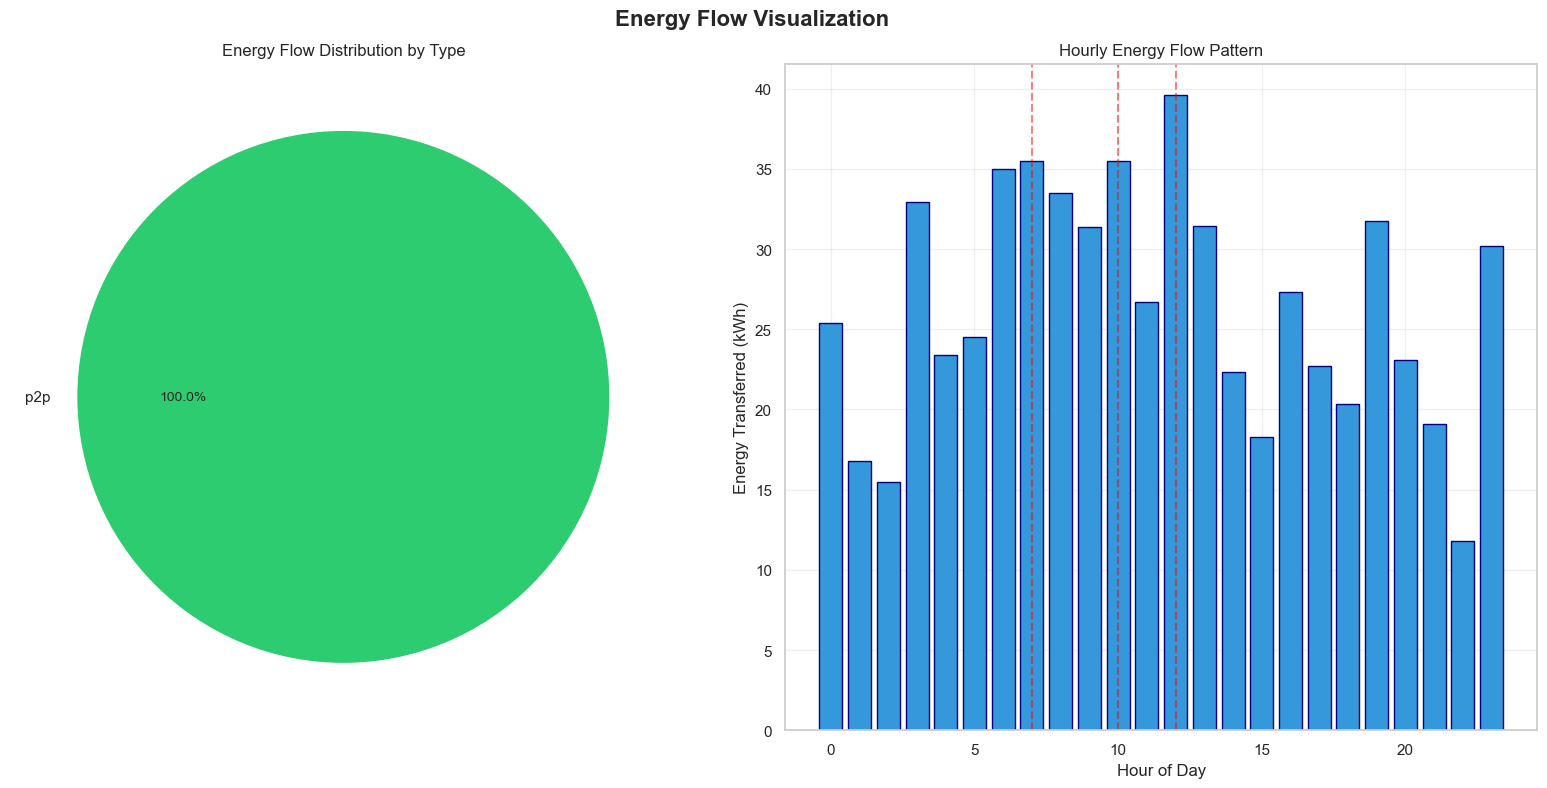 Energy Flow Visualization
Energy Flow Distribution by Type
p2p
100.0%
Hourly Energy Flow Pattern
Energy Transferred (kWh)
40
35
30
25
20
15
10
5
0
0 5 10 15 20
Hour of Day